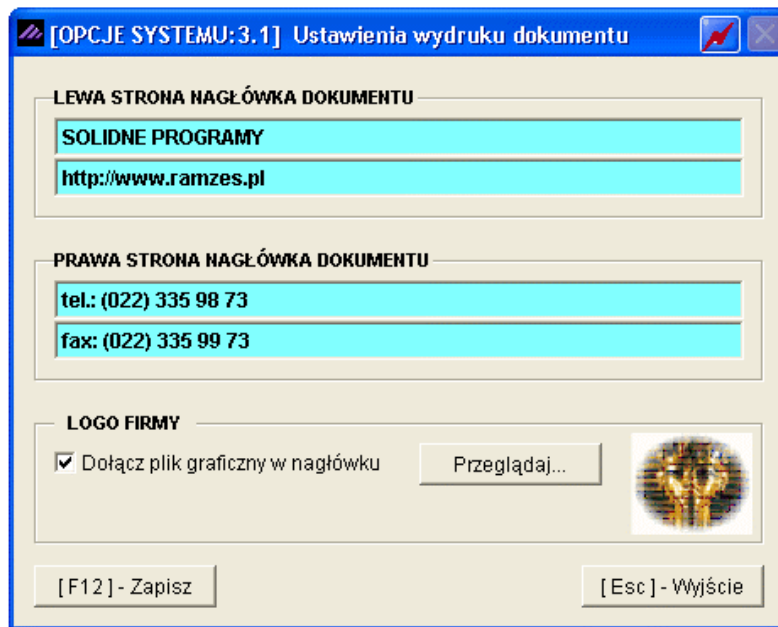 [OPCJE SYSTEMU:3.1] Ustawienia wydruku dokumentu
LEWA STRONA NAGŁÓWKA DOKUMENTU
SOLIDNE PROGRAMY
http://www.ramzes.pl
PRAWA STRONA NAGŁÓWKA DOKUMENTU
tel.: (022) 335 98 73
fax: (022) 335 99 73
LOGO FIRMY
Dołącz plik graficzny w nagłówku
Przeglądaj...
[ F12 ] - Zapisz
[ Esc ] - Wyjście